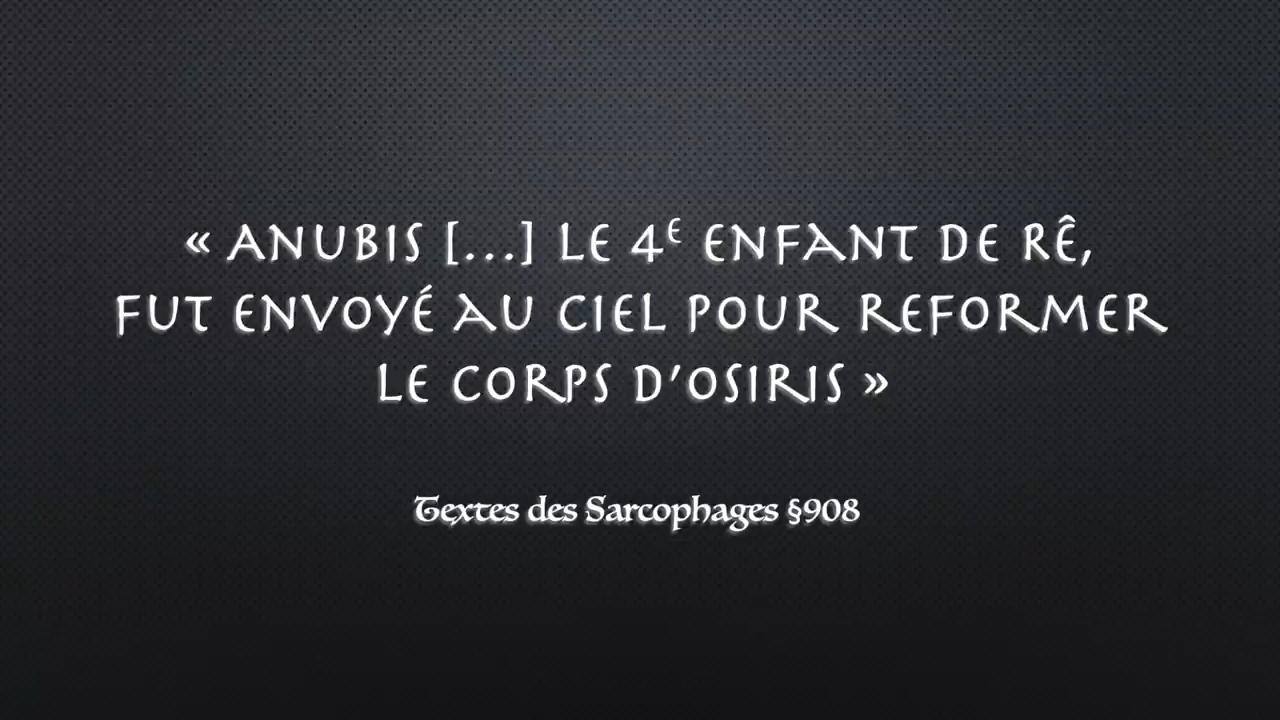 « ANUBIS […] LE 4E ENFANT DE RÊ,
FUT ENVOYÉ AU CIEL POUR REFORMER
LE CORPS D’OSIRIS »
Textes des Sarcophages §908